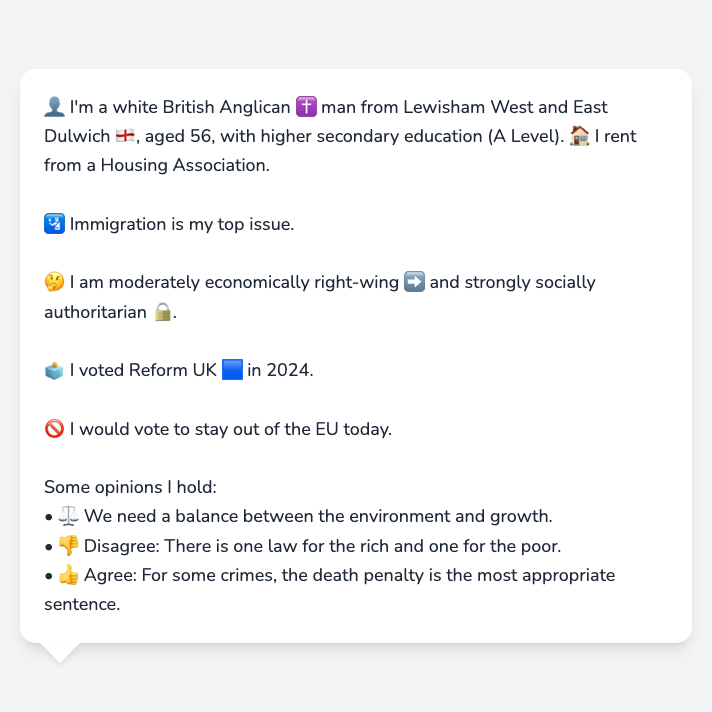 👤 I'm a white British Anglican ✝️ man from Lewisham West and East
Dulwich 🏴󠁧󠁢󠁥󠁮󠁧󠁿, aged 56, with higher secondary education (A Level). 🏠 I rent
from a Housing Association.
🛂 Immigration is my top issue.
🤔 I am moderately economically right-wing ➡️ and strongly socially
authoritarian 🔒.
🗳️ I voted Reform UK 🟦 in 2024.
🚫 I would vote to stay out of the EU today.
Some opinions I hold:
• ⚖️ We need a balance between the environment and growth.
• 👎 Disagree: There is one law for the rich and one for the poor.
• 👍 Agree: For some crimes, the death penalty is the most appropriate
sentence.